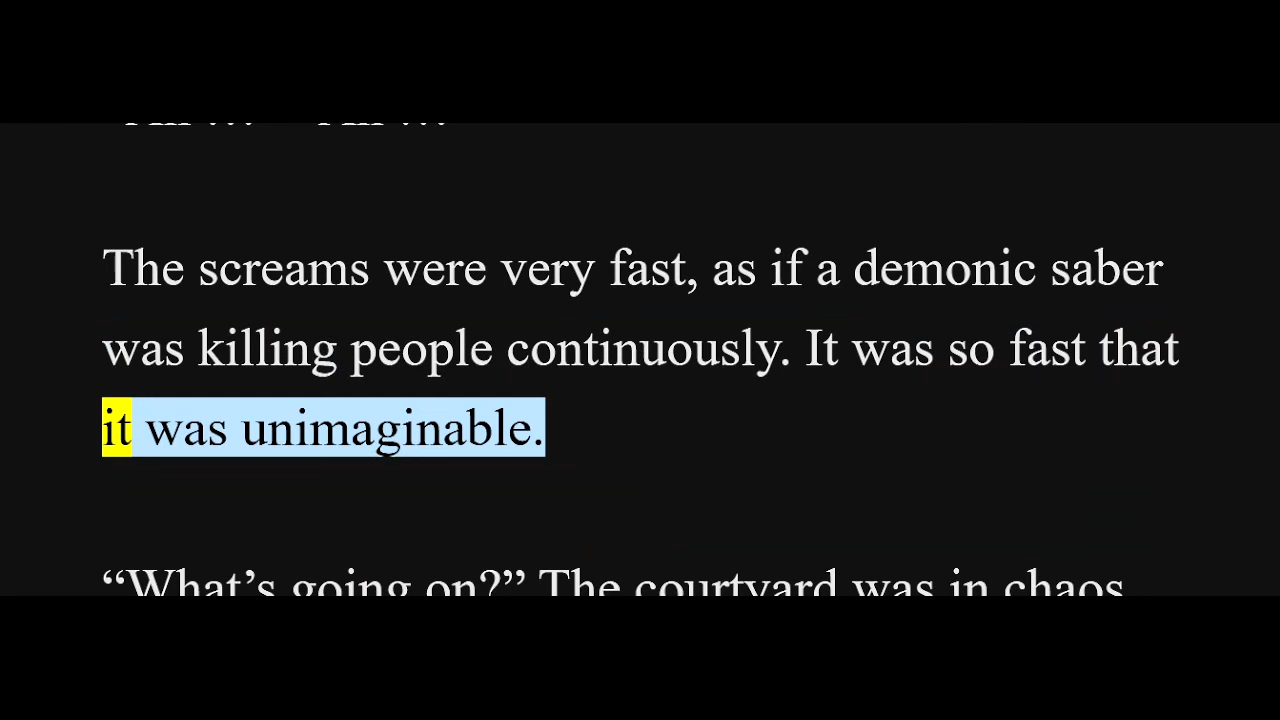 The screams were very fast, as if a demonic saber
was killing people continuously. It was so fast that
it was unimaginable.
“What’s going on?” The courtyard was in chaos